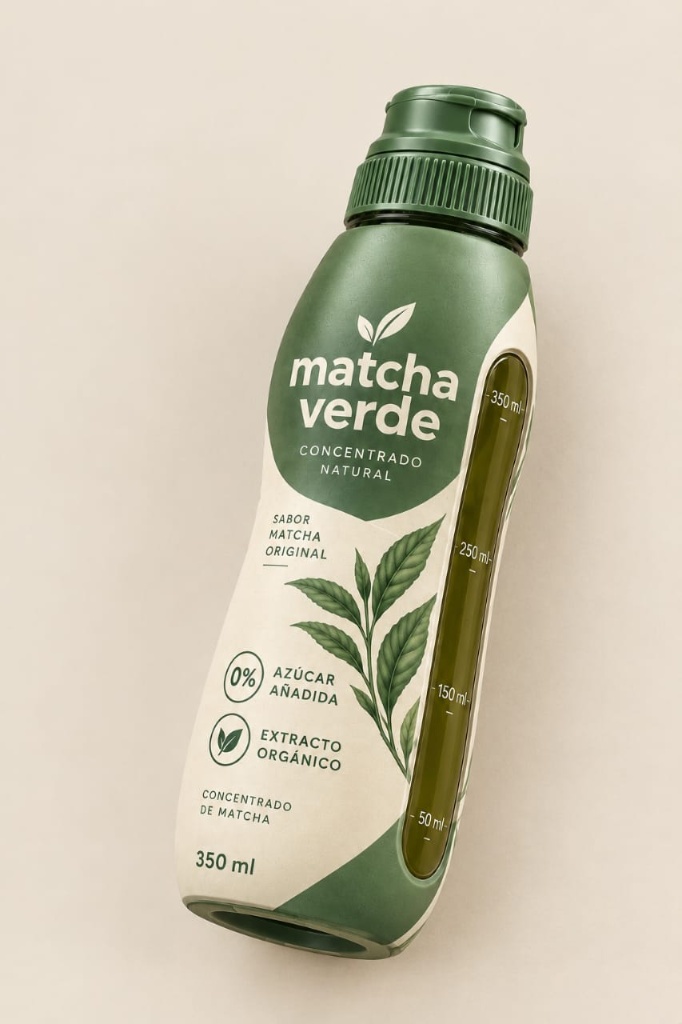 matcha
verde
CONCENTRADO
NATURAL
SABOR
MATCHA
ORIGINAL
0%
AZÚCAR
AÑADIDA
EXTRACTO
ORGÁNICO
CONCENTRADO
DE MATCHA
350 ml
- 350 ml -
- 250 ml -
- 150 ml -
- 50 ml -